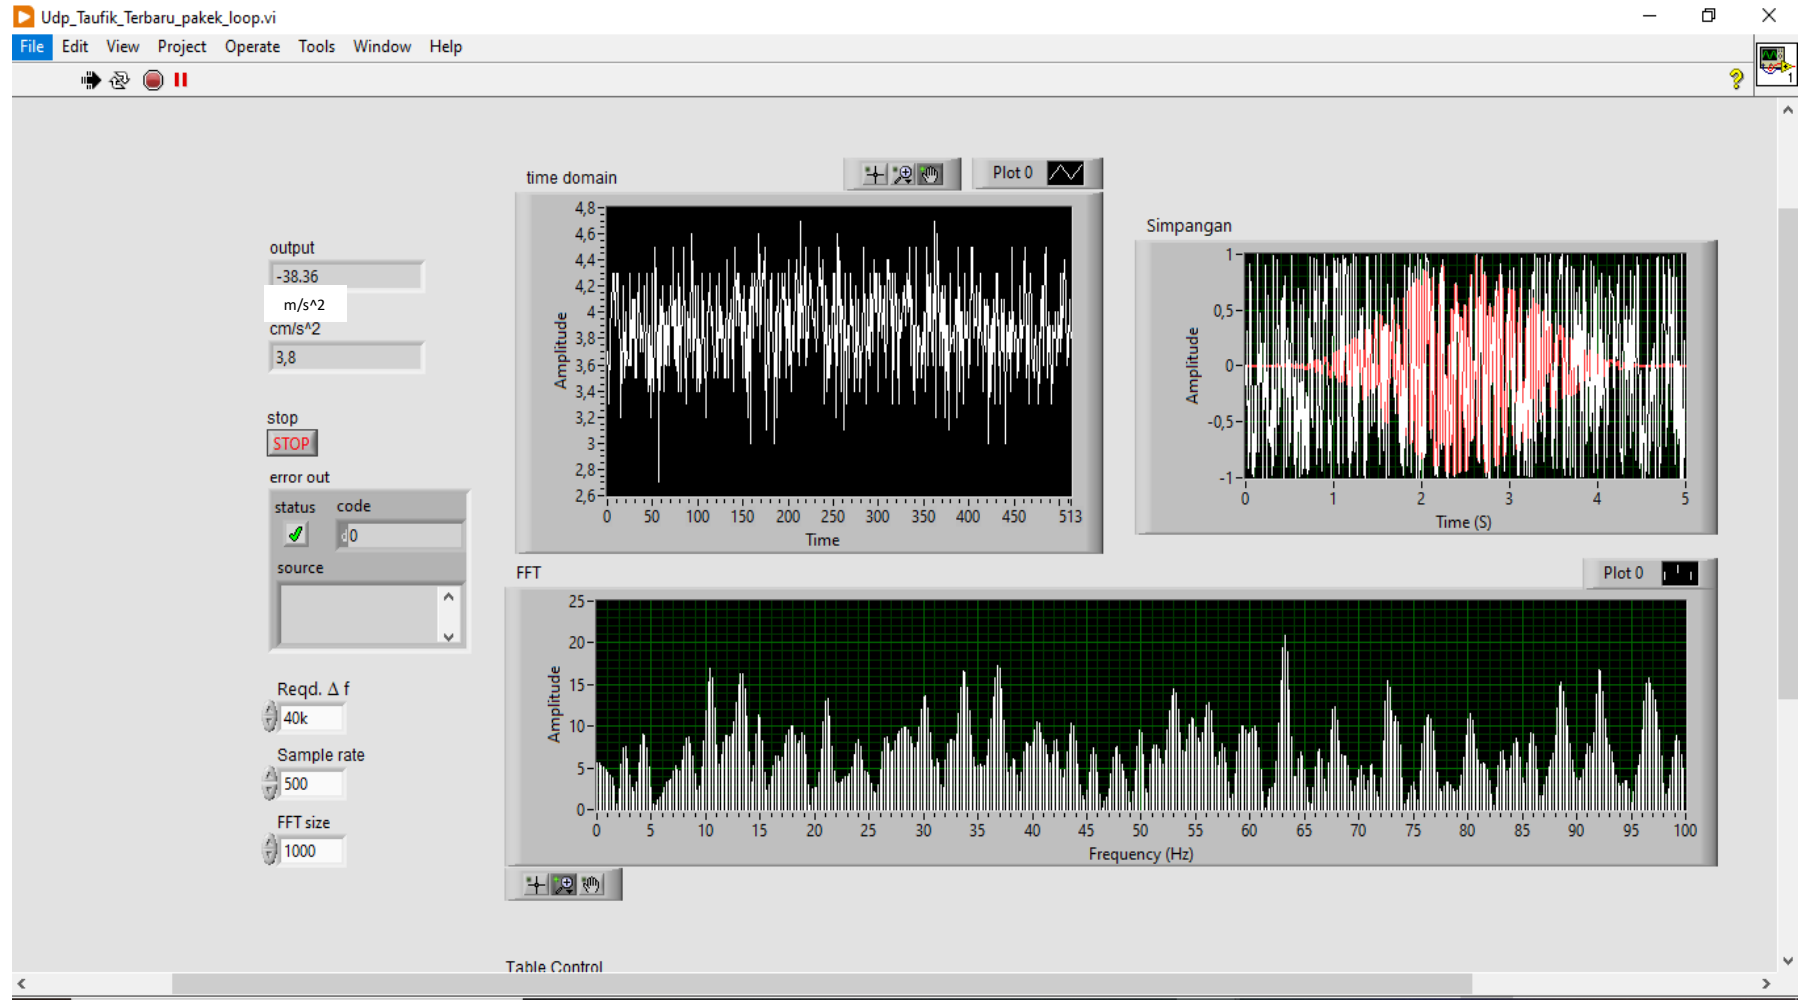 Udp_Taufik_Terbaru_pakek_loop.vi
File Edit View Project Operate Tools Window Help
1
output
-38.36
m/s^2
cm/s^2
3,8
stop
STOP
error out
status code
d 0
source
Reqd. Δ f
40k
Sample rate
500
FFT size
1000
time domain
Plot 0
Amplitude
4,8
4,6
4,4
4,2
4
3,8
3,6
3,4
3,2
3
2,8
2,6
0 50 100 150 200 250 300 350 400 450 513
Time
Simpangan
Amplitude
1
0,5
0
-0,5
-1
0 1 2 3 4 5
Time (S)
FFT
Plot 0
Amplitude
25
20
15
10
5
0
0 5 10 15 20 25 30 35 40 45 50 55 60 65 70 75 80 85 90 95 100
Frequency (Hz)
Table Control